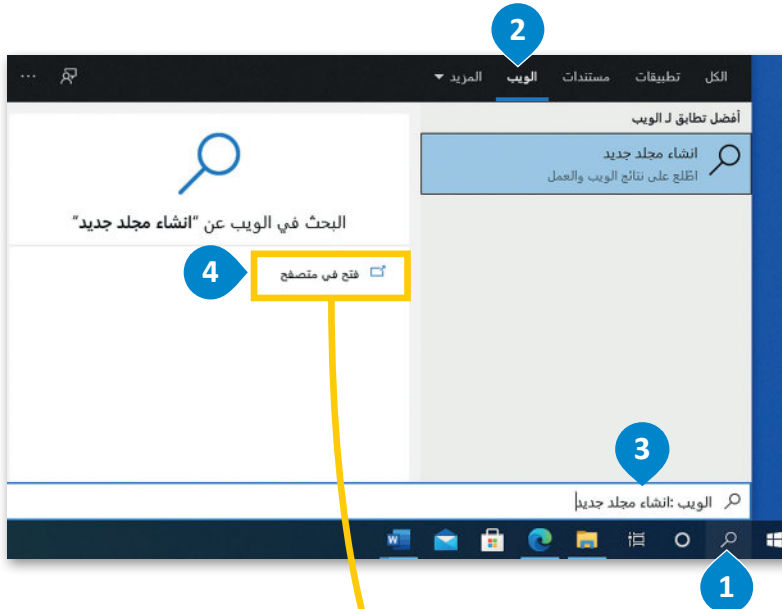 2
الكل تطبيقات مستندات الويب المزيد ...
أفضل تطابق لـ الويب
انشاء مجلد جديد
اطّلع على نتائج الويب والعمل
البحث في الويب عن "انشاء مجلد جديد"
4
فتح في متصفح
3
الويب :انشاء مجلد جديد
W
1